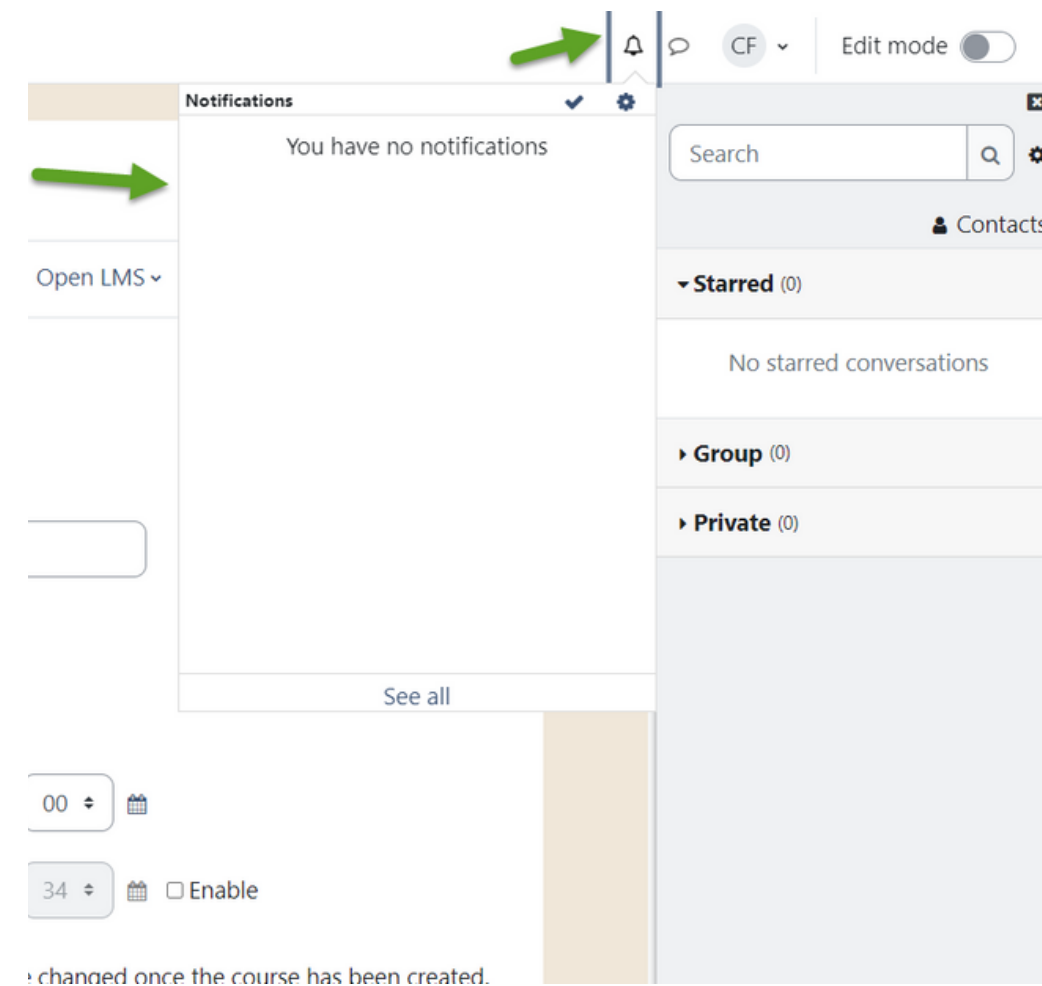 CF
Edit mode
Notifications
You have no notifications
Search
Contacts
Open LMS
Starred (0)
No starred conversations
Group (0)
Private (0)
See all
00
34
Enable
changed once the course has been created.